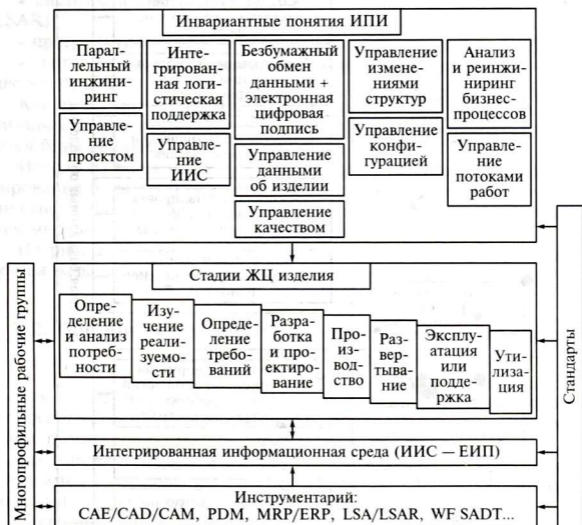 Инвариантные понятия ИПИ
Парал-
лельный
инжини-
ринг
Управле-
ние
проектом
Инте-
грирован-
ная логи-
стическая
поддержка
Управле-
ние
ИИС
Безбумажный
обмен
данными +
электронная
цифровая
подпись
Управление
данными
об изделии
Управление
качеством
Управление
измене-
ниями
структур
Управление
конфи-
гурацией
Анализ
и реинжи-
ниринг
бизнес-
процессов
Управле-
ние
потоками
работ
Стадии ЖЦ изделия
Опре-
деление
и анализ
потреб-
ности
Изу-
чение
реали-
зуемо-
сти
Опреде-
ление
требо-
ваний
Разра-
ботка
и про-
ектиро-
вание
Про-
из-
вод-
ство
Раз-
вер-
тыва-
ние
Эксплу-
атация
или
поддер-
жка
Ути-
лиза-
ция
Многопрофильные рабочие группы
Стандарты
Интегрированная информационная среда (ИИС — ЕИП)
Инструментарий:
CAE/CAD/CAM, PDM, MRP/ERP, LSA/LSAR, WF SADT...